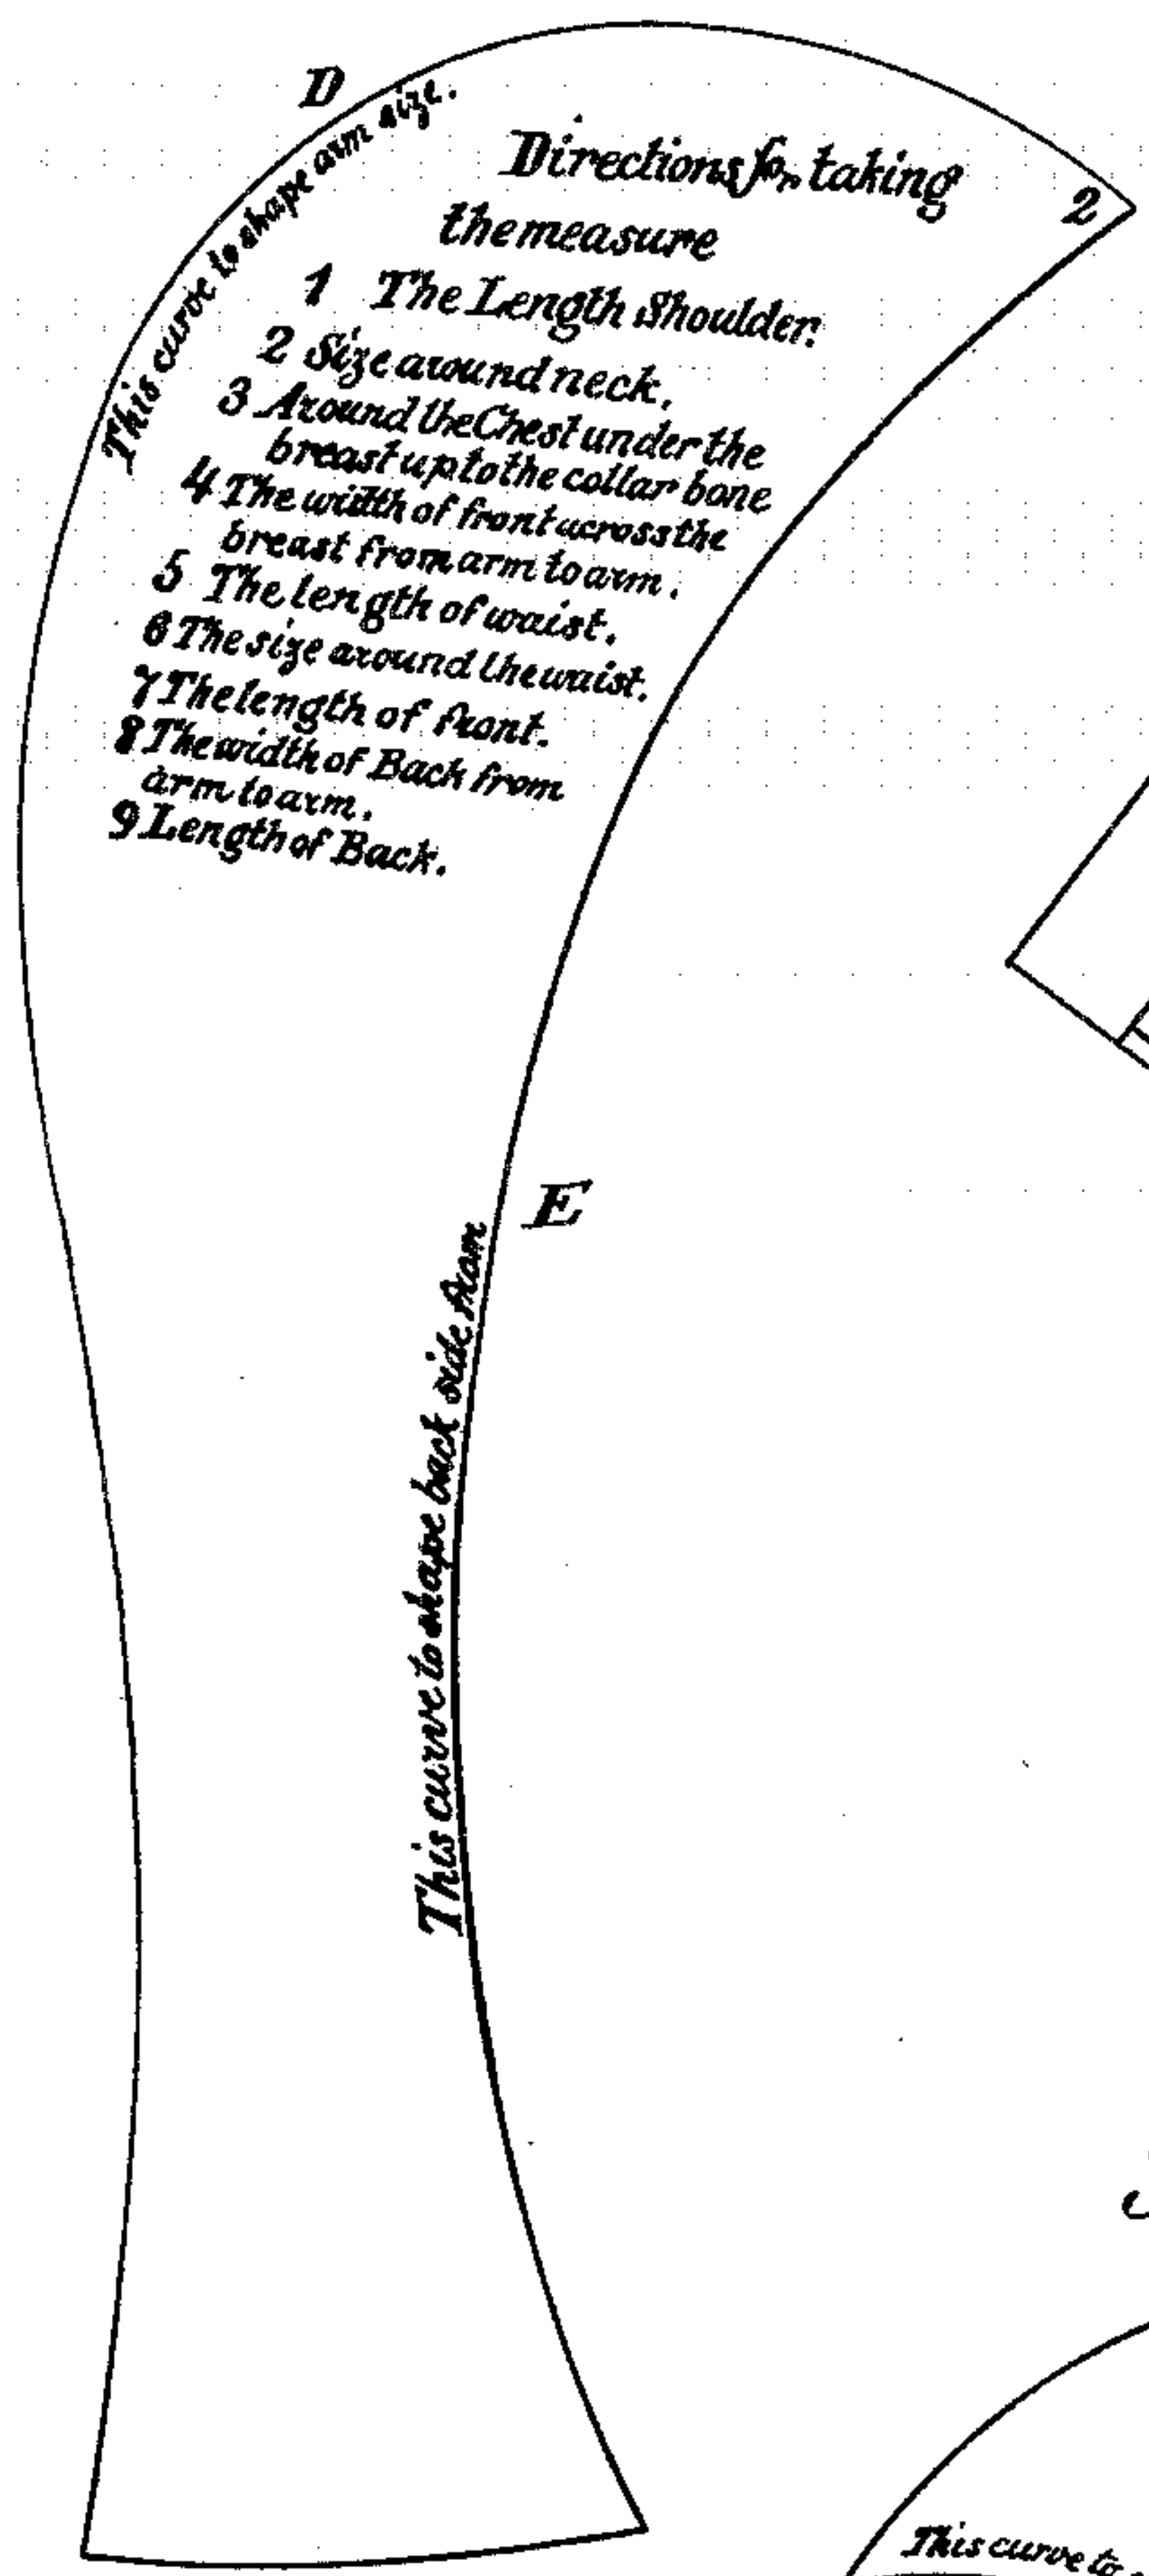 D
This curve to shape arm size.
Directions for taking
the measure
2
1 The Length Shoulder.
2 Size around neck.
3 Around the Chest under the
breast up to the collar bone
4 The width of front across the
breast from arm to arm.
5 The length of waist.
6 The size around the waist.
7 The length of front.
8 The width of Back from
arm to arm.
9 Length of Back.
E
This curve to shape back side from
This curve to